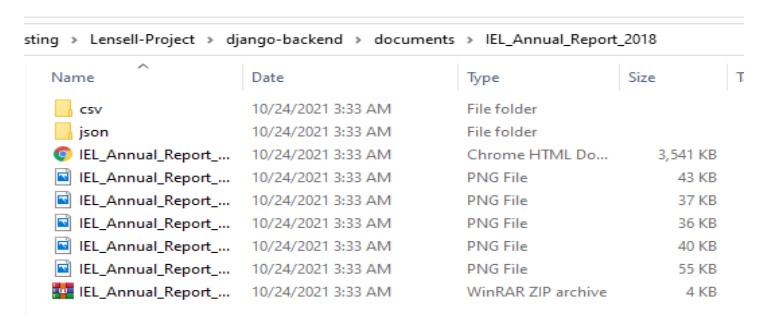 sting > Lensell-Project > django-backend > documents > IEL_Annual_Report_2018
Name Date Type Size
csv 10/24/2021 3:33 AM File folder
json 10/24/2021 3:33 AM File folder
IEL_Annual_Report_... 10/24/2021 3:33 AM Chrome HTML Do... 3,541 KB
IEL_Annual_Report_... 10/24/2021 3:33 AM PNG File 43 KB
IEL_Annual_Report_... 10/24/2021 3:33 AM PNG File 37 KB
IEL_Annual_Report_... 10/24/2021 3:33 AM PNG File 36 KB
IEL_Annual_Report_... 10/24/2021 3:33 AM PNG File 40 KB
IEL_Annual_Report_... 10/24/2021 3:33 AM PNG File 55 KB
IEL_Annual_Report_... 10/24/2021 3:33 AM WinRAR ZIP archive 4 KB